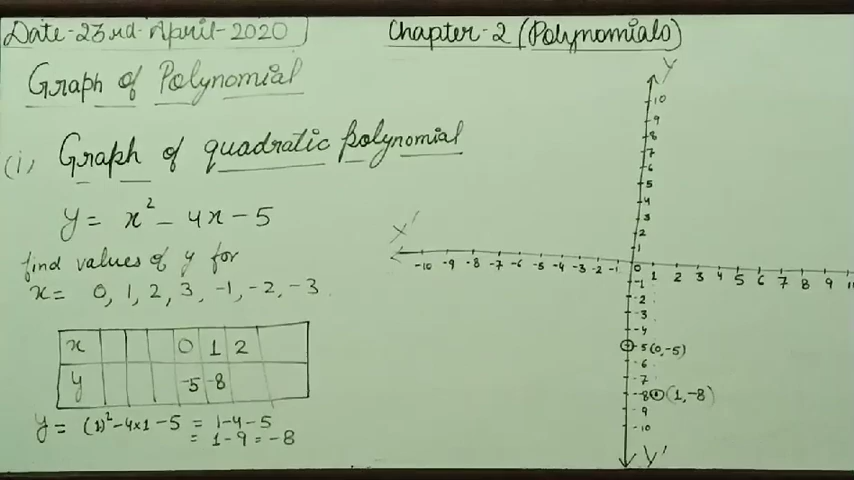 Date-23rd-April-2020
Chapter-2 (Polynomials)
Graph of Polynomial
(i) Graph of quadratic polynomial
y = x² - 4x - 5
find values of y for
x = 0, 1, 2, 3, -1, -2, -3
x 0 1 2
y -5 -8
y = (1)² - 4×1 - 5 = 1-4-5
= 1-9 = -8
Y
10
9
8
7
6
5
4
3
2
1
X'
-10 -9 -8 -7 -6 -5 -4 -3 -2 -1 0 1 2 3 4 5 6 7 8 9
-1
-2
-3
-4
-5 (0,-5)
-6
-7
-8 (1,-8)
-9
-10
Y'